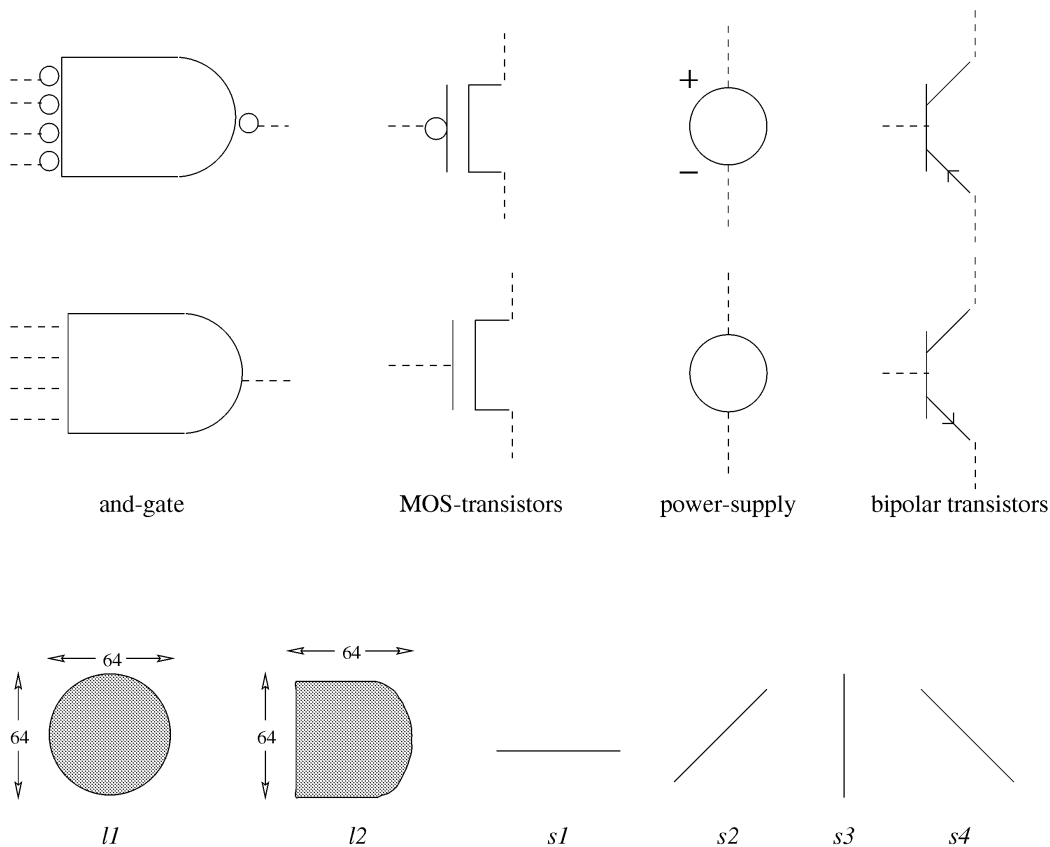 +
−
and-gate MOS-transistors power-supply bipolar transistors
64 64
64 64
l1 l2 s1 s2 s3 s4